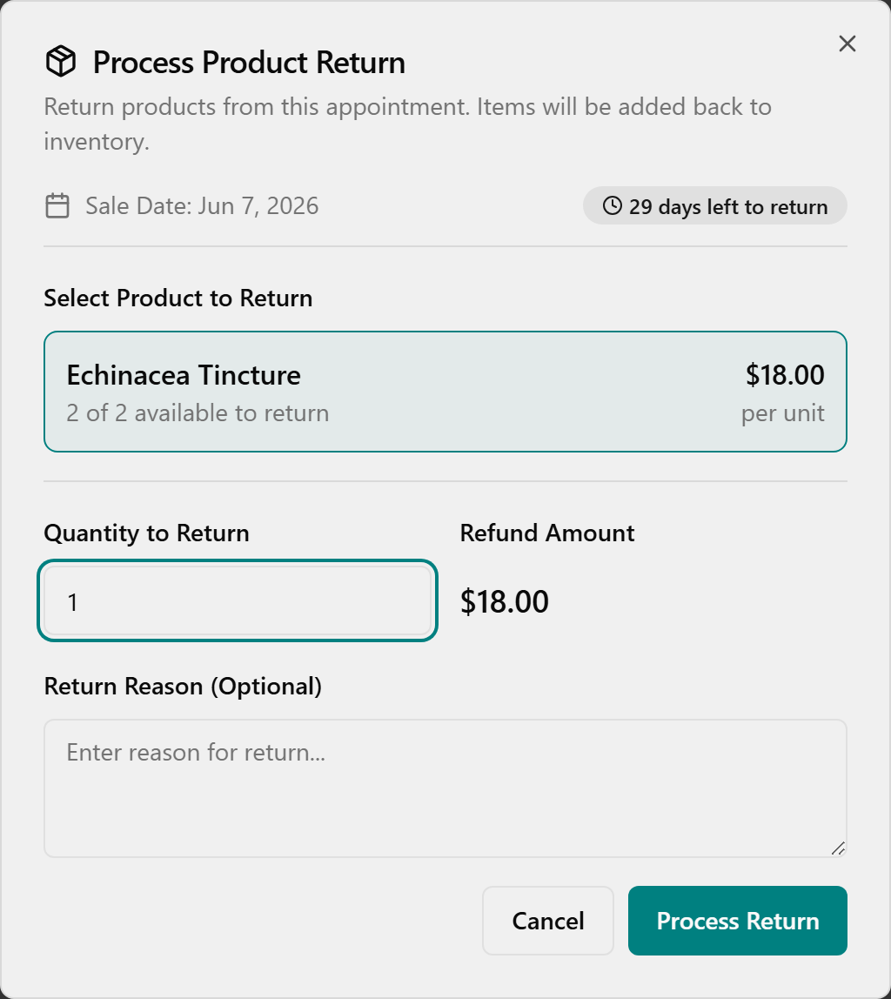 Process Product Return
Return products from this appointment. Items will be added back to
inventory.
Sale Date: Jun 7, 2026
29 days left to return
Select Product to Return
Echinacea Tincture
$18.00
2 of 2 available to return
per unit
Quantity to Return
Refund Amount
1
$18.00
Return Reason (Optional)
Enter reason for return...
Cancel
Process Return